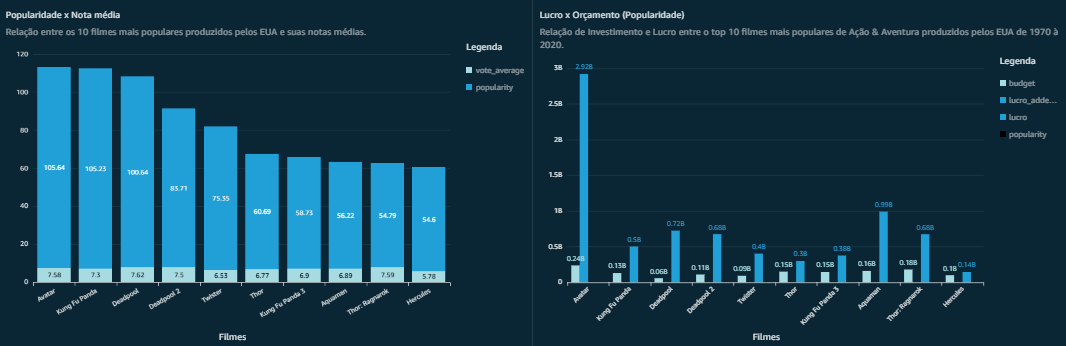 Popularidade x Nota média
Relação entre os 10 filmes mais populares produzidos pelos EUA e suas notas médias.
Legenda
vote_average
popularity
120
100
80
60
40
20
0
105.64
105.23
100.64
83.71
75.35
60.69
58.73
56.22
54.79
54.6
7.58
7.3
7.62
7.5
6.53
6.77
6.9
6.89
7.59
5.78
Avatar
Kung Fu Panda
Deadpool
Deadpool 2
Twister
Thor
Kung Fu Panda 3
Aquaman
Thor: Ragnarok
Hercules
Filmes
Lucro x Orçamento (Popularidade)
Relação de Investimento e Lucro entre o top 10 filmes mais populares de Ação & Aventura produzidos pelos EUA de 1970 à
2020.
Legenda
budget
lucro_adde...
lucro
popularity
3B
2.5B
2B
1.5B
1B
0.5B
0
0.24B
2.92B
0.13B
0.5B
0.06B
0.72B
0.11B
0.68B
0.09B
0.4B
0.15B
0.3B
0.15B
0.38B
0.16B
0.99B
0.18B
0.68B
0.1B
0.14B
Avatar
Kung Fu Panda
Deadpool
Deadpool 2
Twister
Thor
Kung Fu Panda 3
Aquaman
Thor: Ragnarok
Hercules
Filmes